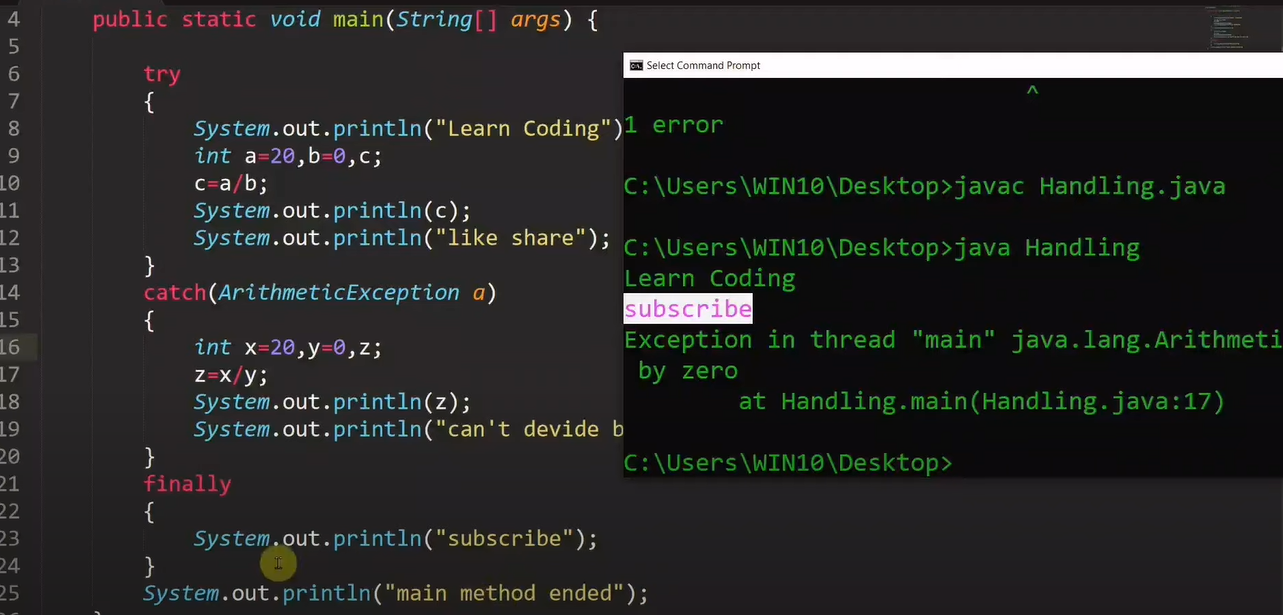 4 public static void main(String[] args) {
5
6 try
7 {
8 System.out.println("Learn Coding")
9 int a=20,b=0,c;
10 c=a/b;
11 System.out.println(c);
12 System.out.println("like share");
13 }
14 catch(ArithmeticException a)
15 {
16 int x=20,y=0,z;
17 z=x/y;
18 System.out.println(z);
19 System.out.println("can't devide b
20 }
21 finally
22 {
23 System.out.println("subscribe");
24 }
25 System.out.println("main method ended");
Select Command Prompt
^
1 error
C:\Users\WIN10\Desktop>javac Handling.java
C:\Users\WIN10\Desktop>java Handling
Learn Coding
subscribe
Exception in thread "main" java.lang.Arithmeti
by zero
at Handling.main(Handling.java:17)
C:\Users\WIN10\Desktop>